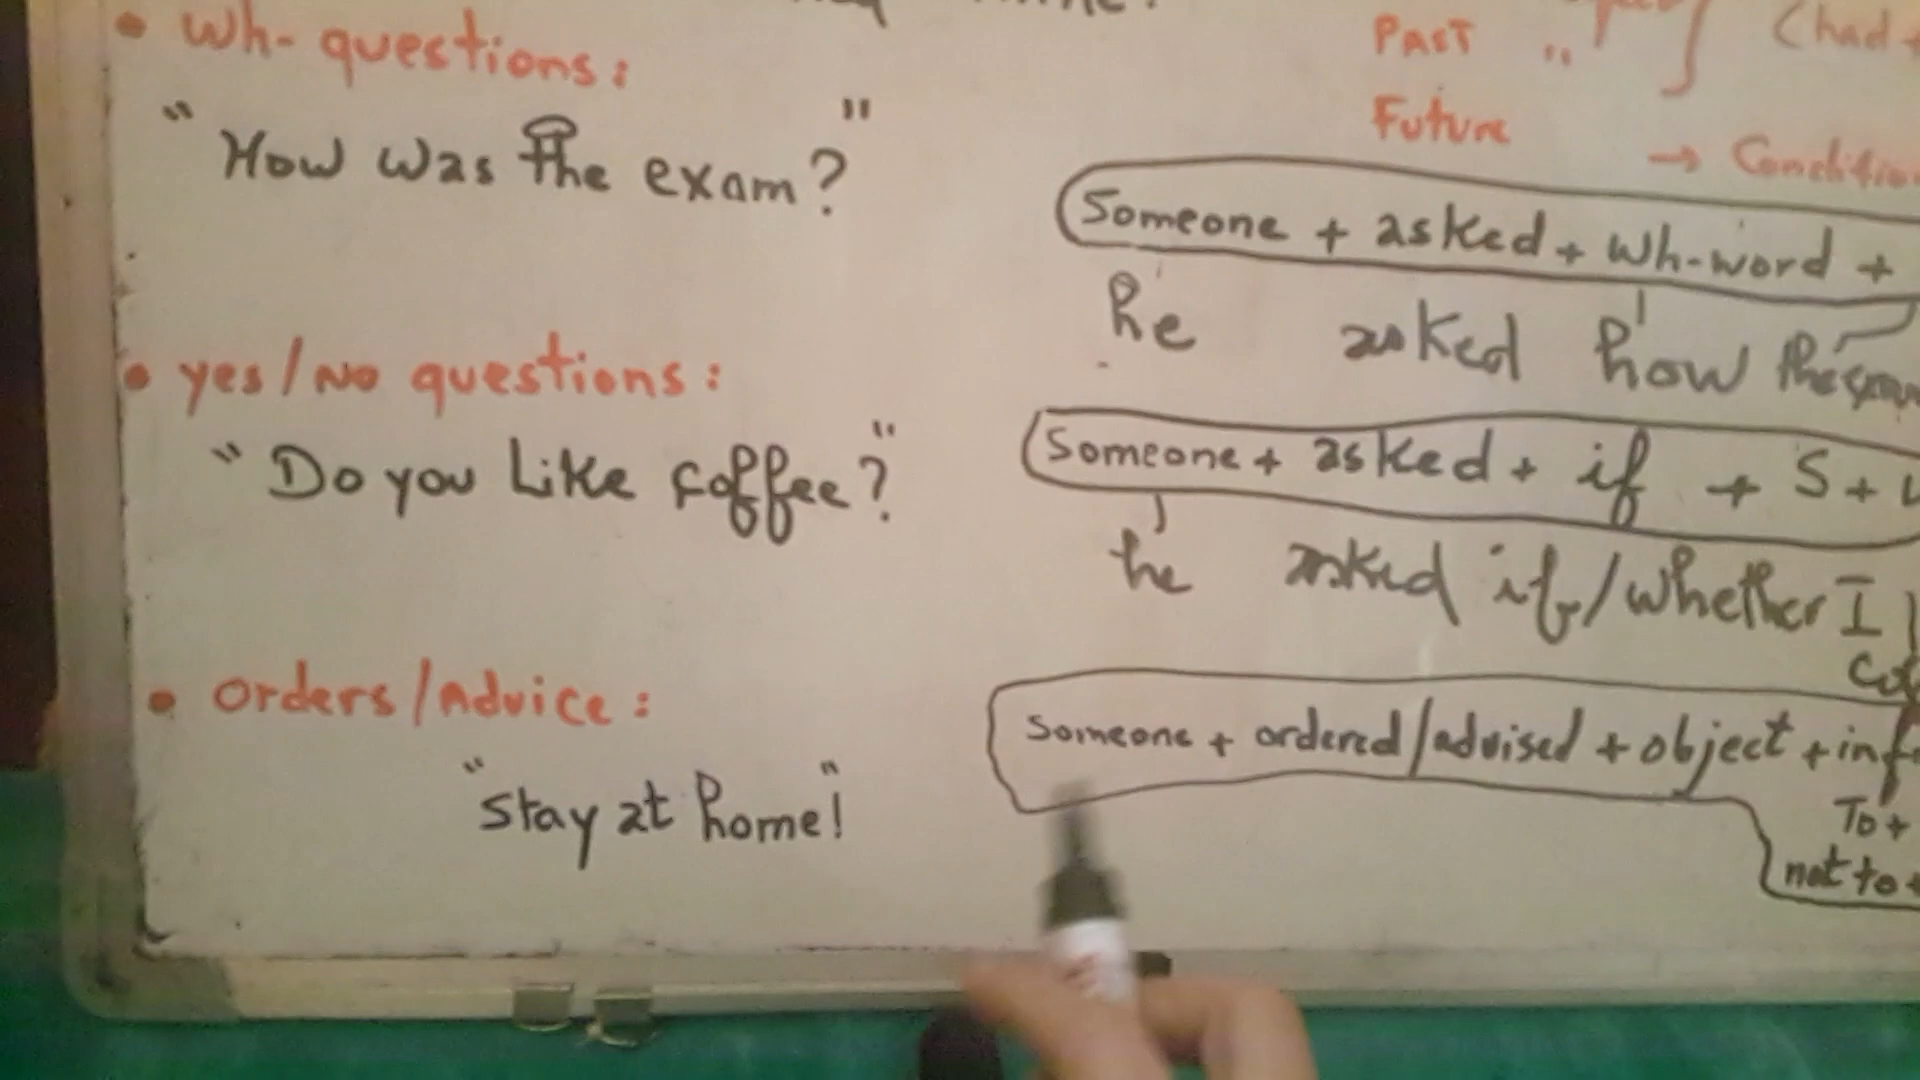 • Wh- questions:
"How was the exam?"
• yes/No questions:
"Do you Like coffee?"
• orders/Advice:
"stay at home!"
Past "
Future → Condition
(had +
Someone + asked + Wh-word +
he asked how the
Someone + asked + if + S +
he asked if/whether I
Someone + ordered/advised + object + inf
To +
not to +